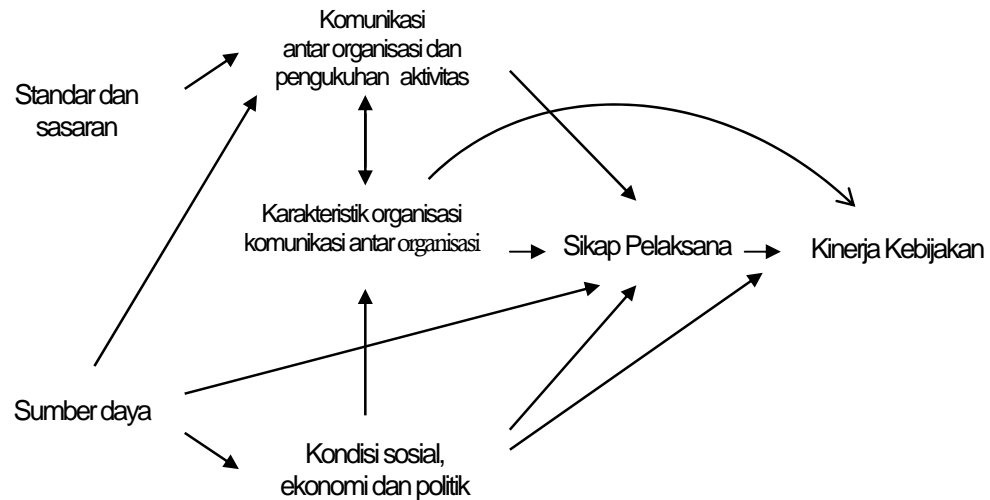 Komunikasi
antar organisasi dan
pengukuhan aktivitas
Standar dan
sasaran
Karakteristik organisasi
komunikasi antar organisasi
Sikap Pelaksana
Kinerja Kebijakan
Sumber daya
Kondisi sosial,
ekonomi dan politik